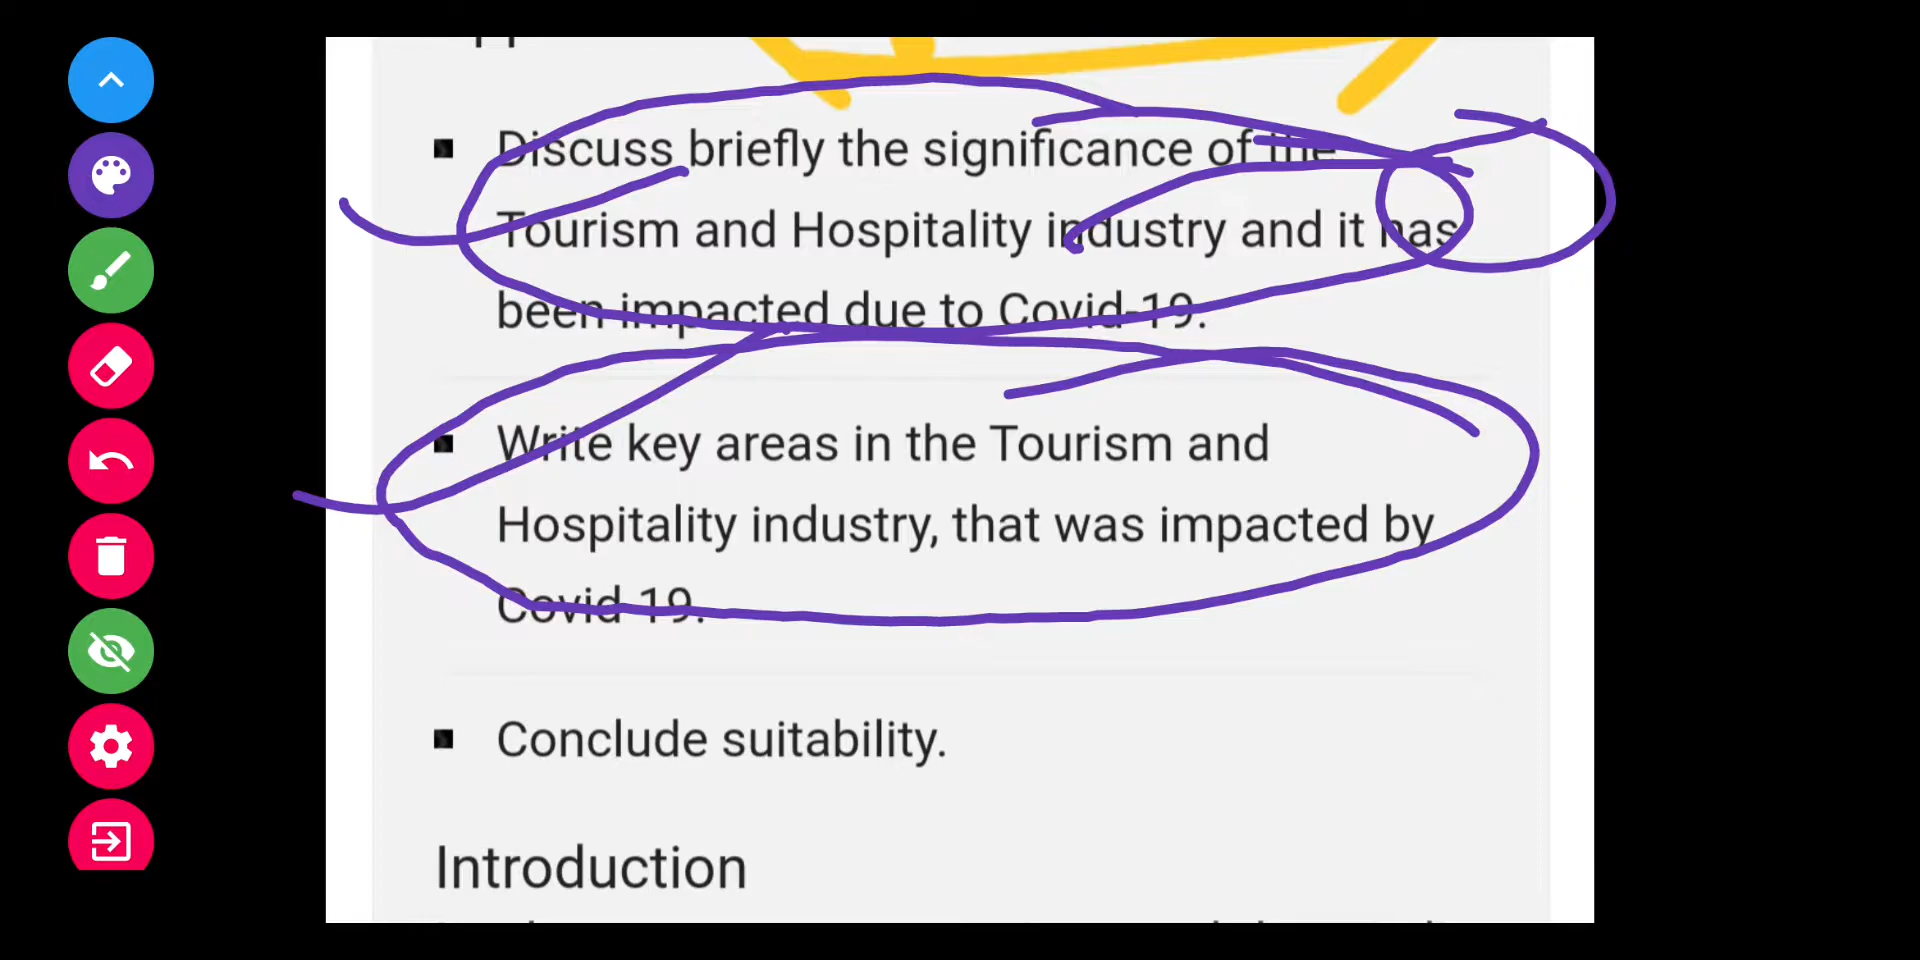 ■ Discuss briefly the significance of the
Tourism and Hospitality industry and it has
been impacted due to Covid-19.
■ Write key areas in the Tourism and
Hospitality industry, that was impacted by
Covid-19.
■ Conclude suitability.
Introduction